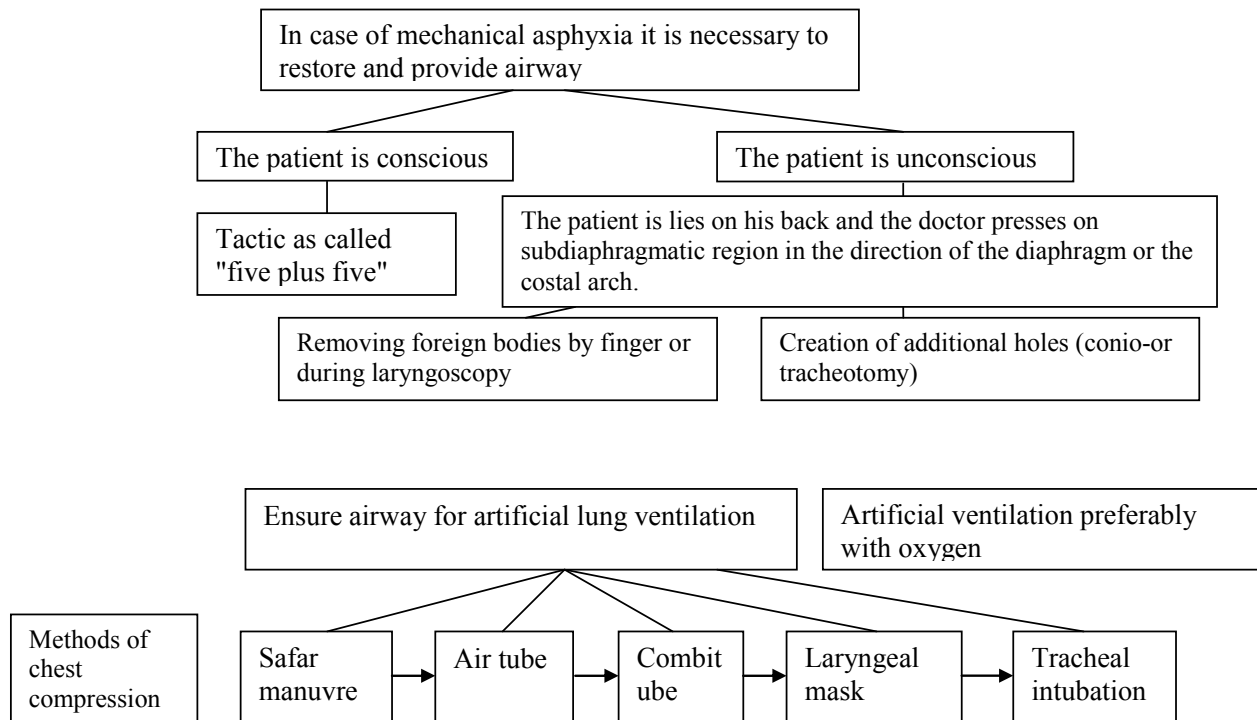 In case of mechanical asphyxia it is necessary to
restore and provide airway
The patient is conscious
The patient is unconscious
Tactic as called
"five plus five"
The patient is lies on his back and the doctor presses on
subdiaphragmatic region in the direction of the diaphragm or the
costal arch.
Removing foreign bodies by finger or
during laryngoscopy
Creation of additional holes (conio-or
tracheotomy)
Ensure airway for artificial lung ventilation
Artificial ventilation preferably
with oxygen
Methods of
chest
compression
Safar
manuvre
Air tube
Combit
ube
Laryngeal
mask
Tracheal
intubation